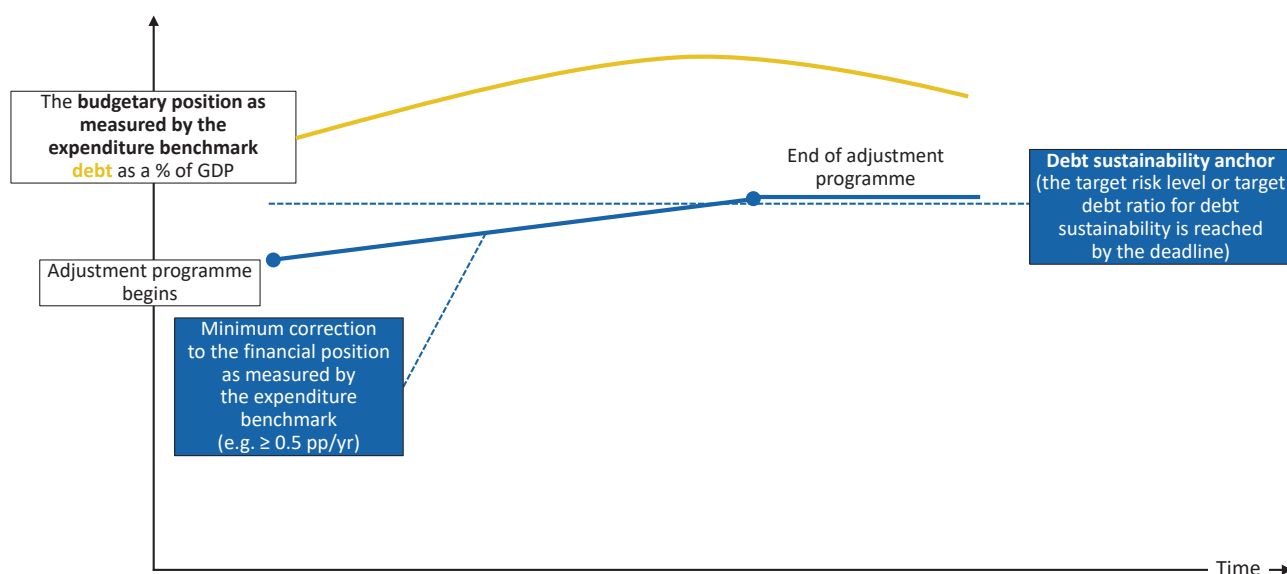 The budgetary position as
measured by the
expenditure benchmark
debt as a % of GDP
End of adjustment
programme
Debt sustainability anchor
(the target risk level or target
debt ratio for debt
sustainability is reached
by the deadline)
Adjustment programme
begins
Minimum correction
to the financial position
as measured by
the expenditure
benchmark
(e.g. ≥ 0.5 pp/yr)
Time